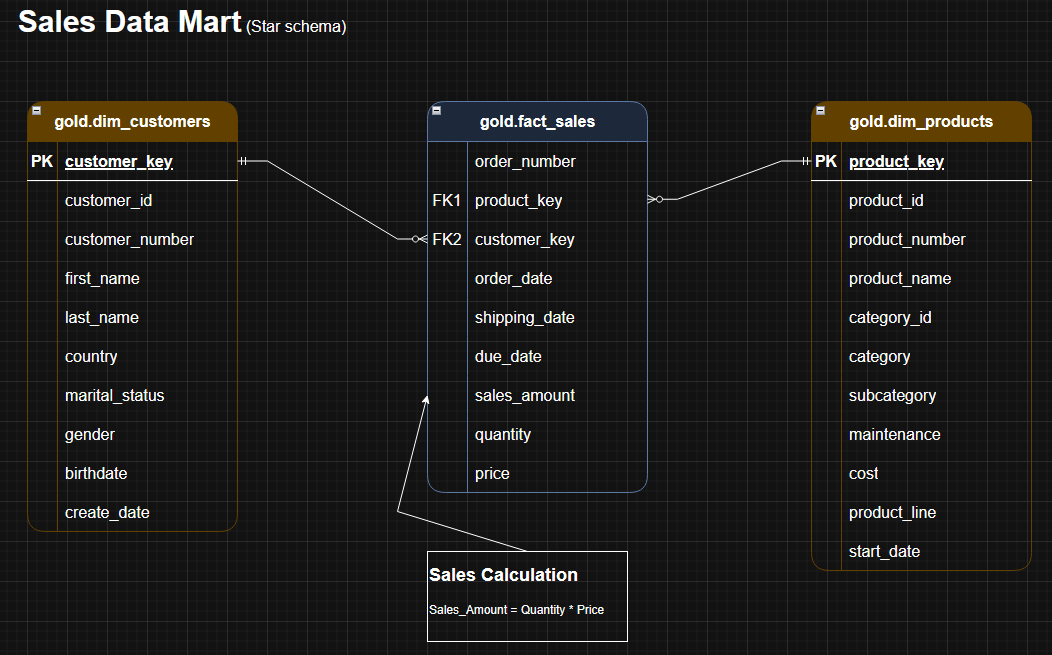 Sales Data Mart (Star schema)
gold.dim_customers
PK customer_key
customer_id
customer_number
first_name
last_name
country
marital_status
gender
birthdate
create_date
gold.fact_sales
order_number
FK1 product_key
FK2 customer_key
order_date
shipping_date
due_date
sales_amount
quantity
price
gold.dim_products
PK product_key
product_id
product_number
product_name
category_id
category
subcategory
maintenance
cost
product_line
start_date
Sales Calculation
Sales_Amount = Quantity * Price